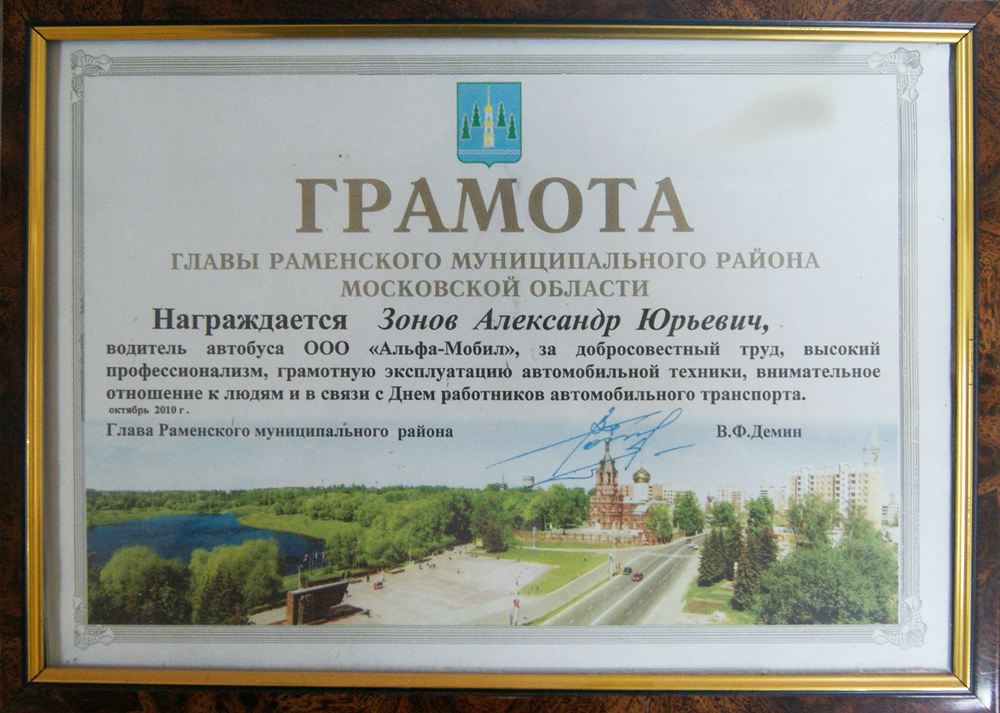 ГРАМОТА
ГЛАВЫ РАМЕНСКОГО МУНИЦИПАЛЬНОГО РАЙОНА
МОСКОВСКОЙ ОБЛАСТИ
Награждается Зонов Александр Юрьевич,
водитель автобуса ООО «Альфа-Мобил», за добросовестный труд, высокий
профессионализм, грамотную эксплуатацию автомобильной техники, внимательное
отношение к людям и в связи с Днем работников автомобильного транспорта.
октябрь 2010 г.
Глава Раменского муниципального района В.Ф.Демин